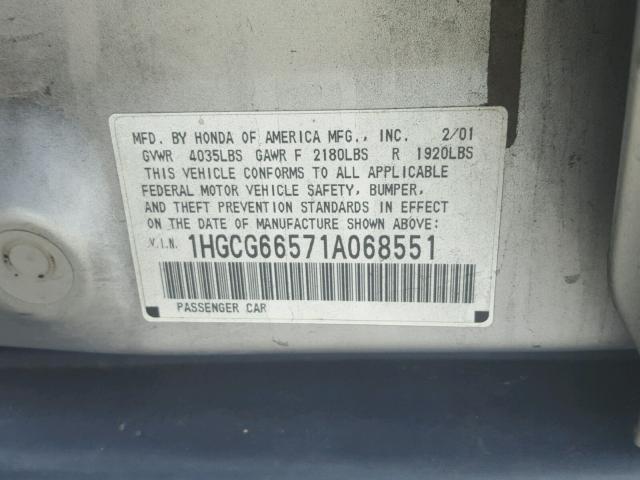 MFD. BY HONDA OF AMERICA MFG., INC. 2/01
GVWR 4035LBS GAWR F 2180LBS R 1920LBS
THIS VEHICLE CONFORMS TO ALL APPLICABLE
FEDERAL MOTOR VEHICLE SAFETY, BUMPER,
AND THEFT PREVENTION STANDARDS IN EFFECT
ON THE DATE OF MANUFACTURE SHOWN ABOVE:
V.I.N. 1HGCG66571A068551
PASSENGER CAR